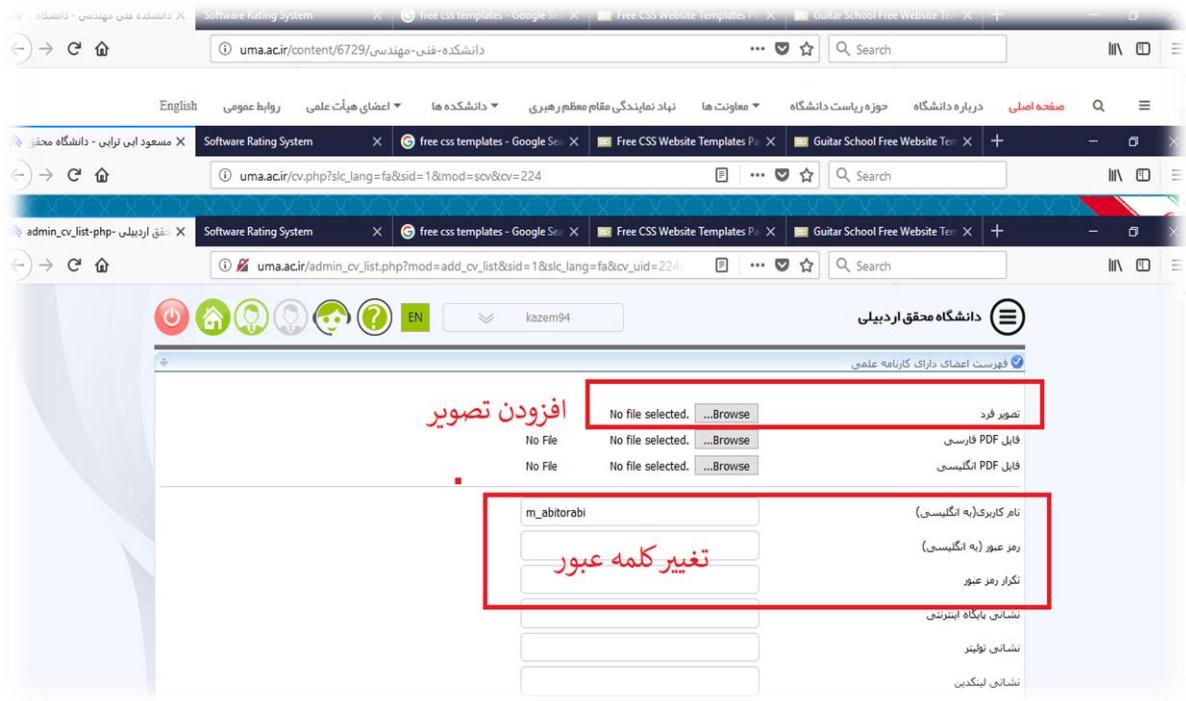 دانشکده فنی مهندسی - دانشگاه
Software Rating System
free css templates - Google Se
Free CSS Website Templates Pa
Guitar School Free Website Ten
uma.ac.ir/content/6729/دانشکده-فنی-مهندسی
Search
صفحه اصلی درباره دانشگاه حوزه ریاست دانشگاه معاونت ها نهاد نمایندگی مقام معظم رهبری دانشکده ها اعضای هیأت علمی روابط عمومی English
مسعود ابی ترابی - دانشگاه محقق
Software Rating System
free css templates - Google Sea
Free CSS Website Templates Pa
Guitar School Free Website Ten
uma.ac.ir/cv.php?slc_lang=fa&sid=1&mod=scv&cv=224
Search
admin_cv_list-php- حقق اردبیلی
Software Rating System
free css templates - Google Sea
Free CSS Website Templates Pa
Guitar School Free Website Ten
uma.ac.ir/admin_cv_list.php?mod=add_cv_list&sid=1&slc_lang=fa&cv_uid=224
Search
دانشگاه محقق اردبیلی
kazem94
EN
فهرست اعضای دارای کارنامه علمی
تصویر فرد
Browse...
No file selected.
افزودن تصویر
فایل PDF فارسی
Browse...
No file selected.
No File
فایل PDF انگلیسی
Browse...
No file selected.
No File
نام کاربری(به انگلیسی)
m_abitorabi
رمز عبور (به انگلیسی)
تغییر کلمه عبور
تکرار رمز عبور
نشانی پایگاه اینترنتی
نشانی توئیتر
نشانی لینکدین